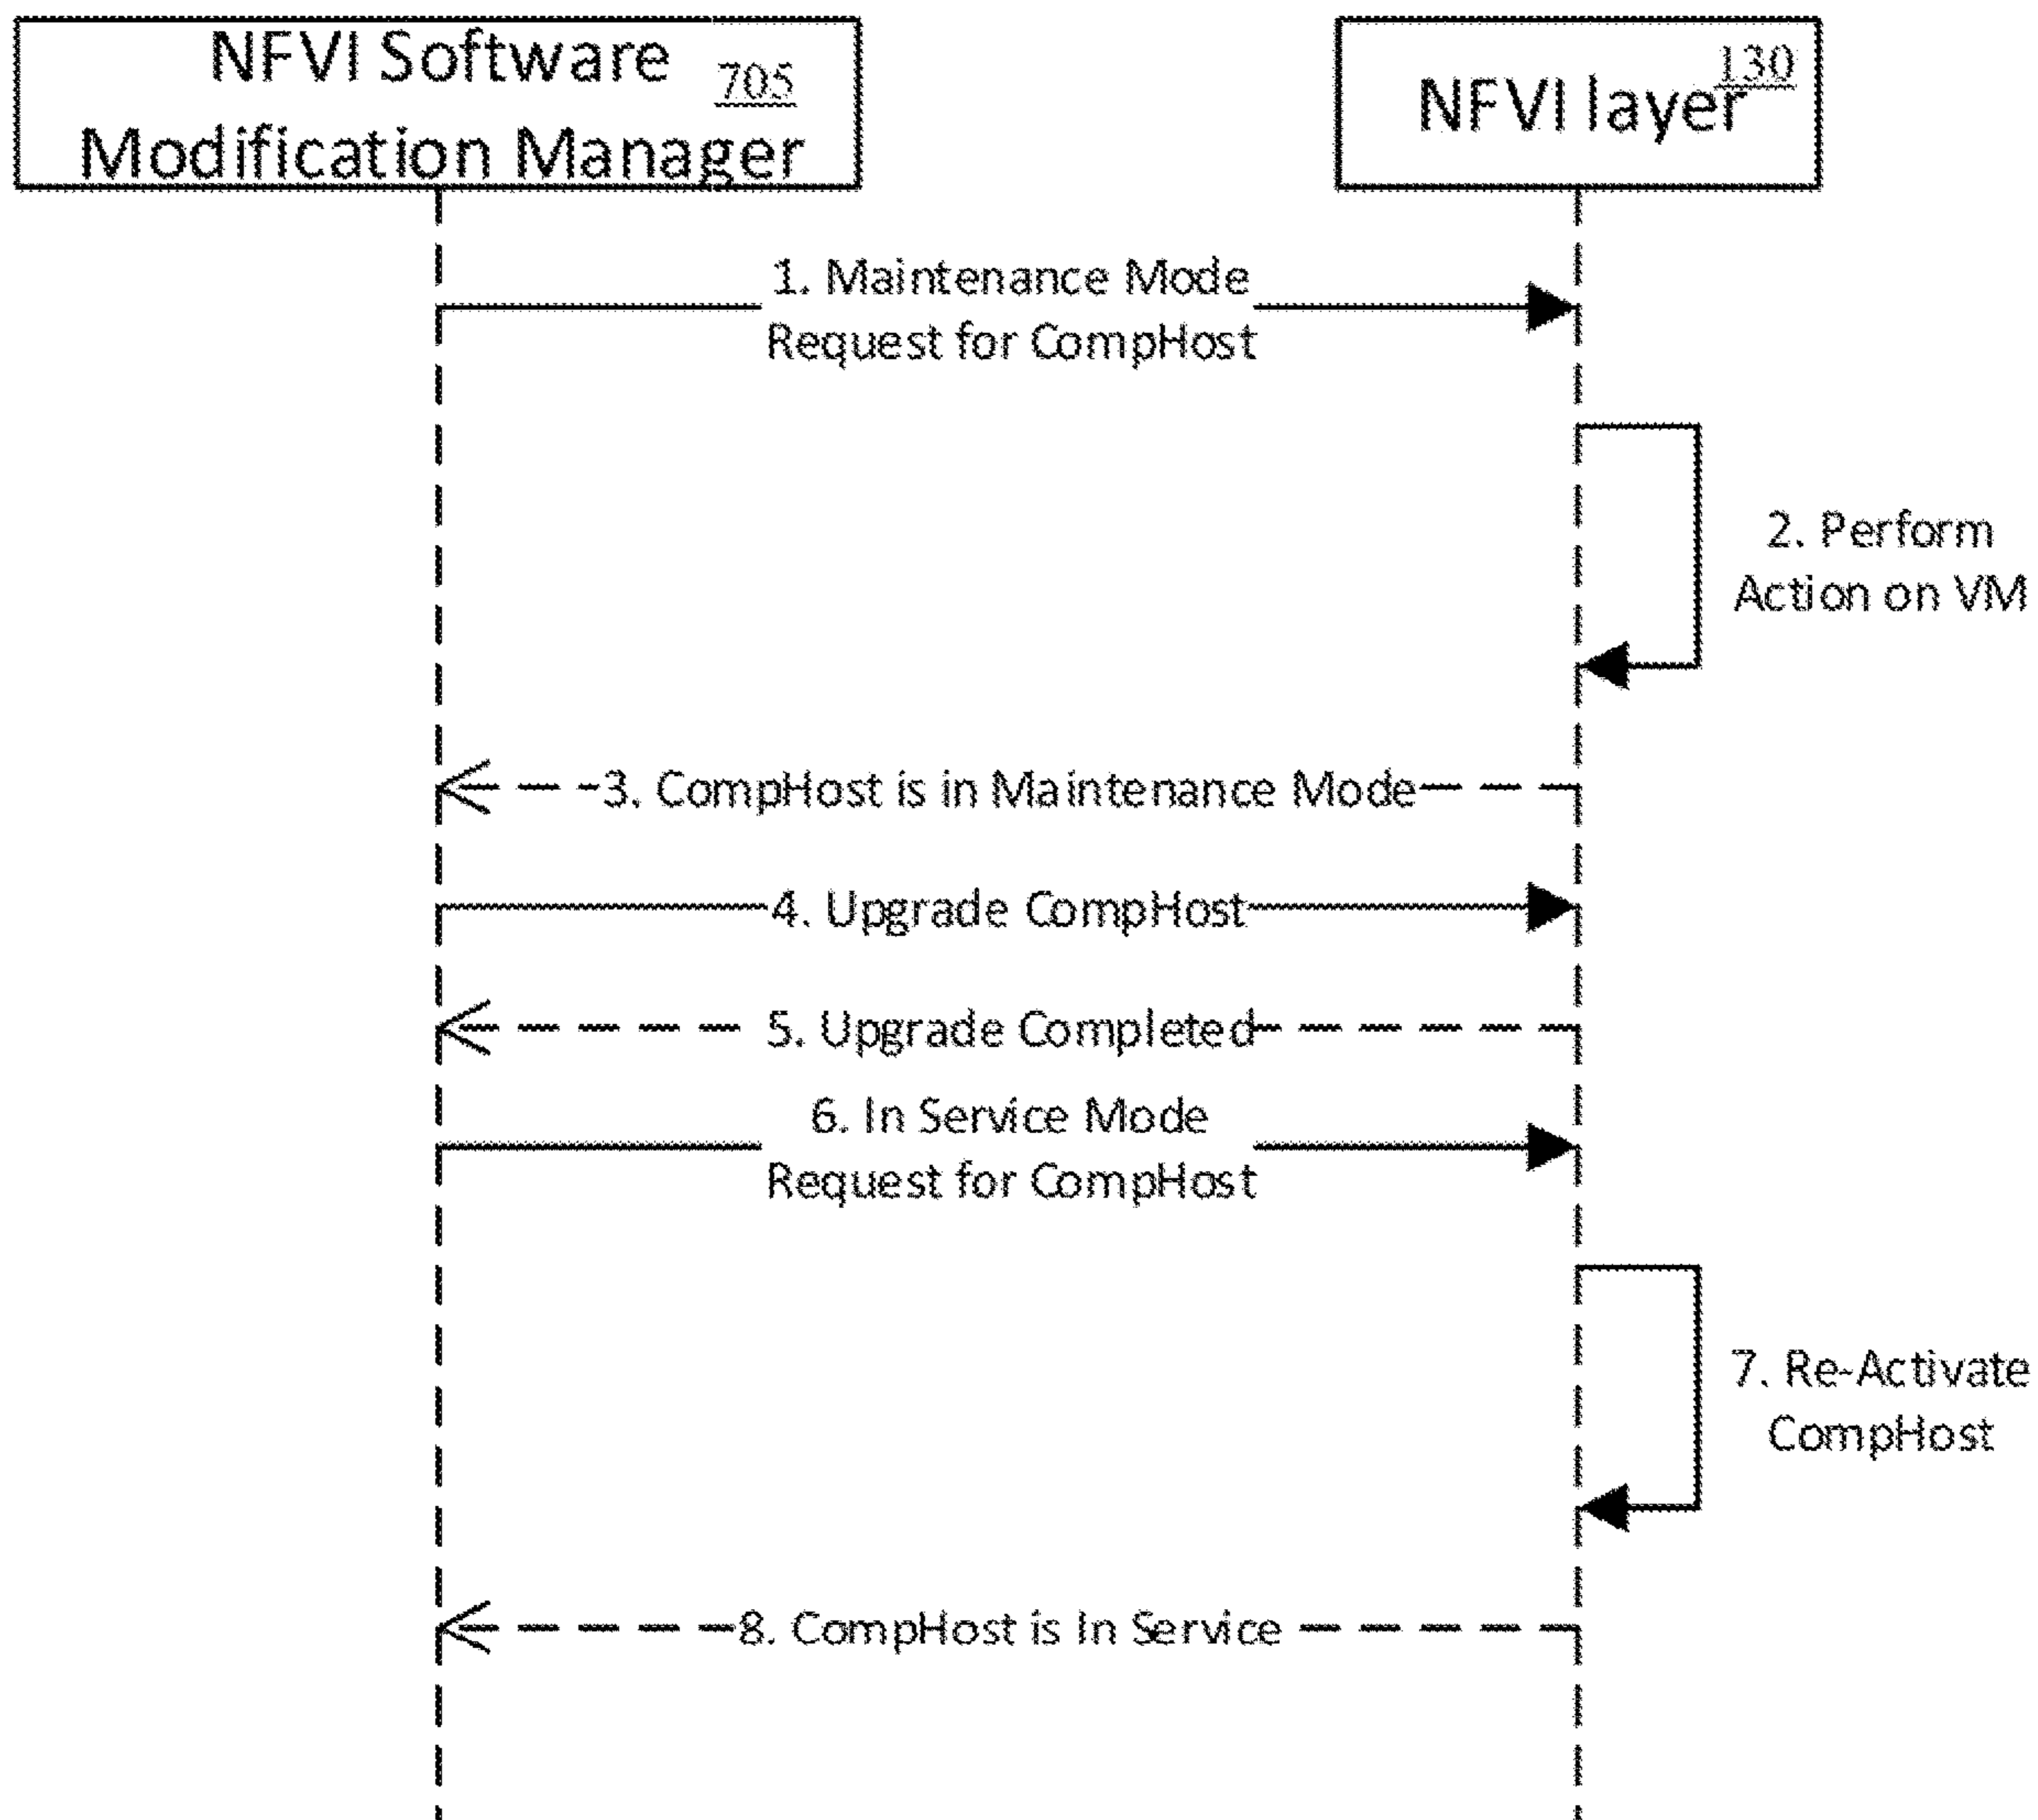 NFVI Software 705
Modification Manager
130
NFVI layer
1. Maintenance Mode
Request for CompHost
2. Perform
Action on VM
3. CompHost is in Maintenance Mode
4. Upgrade CompHost
5. Upgrade Completed
6. In Service Mode
Request for CompHost
7. Re-Activate
CompHost
8. CompHost is In Service